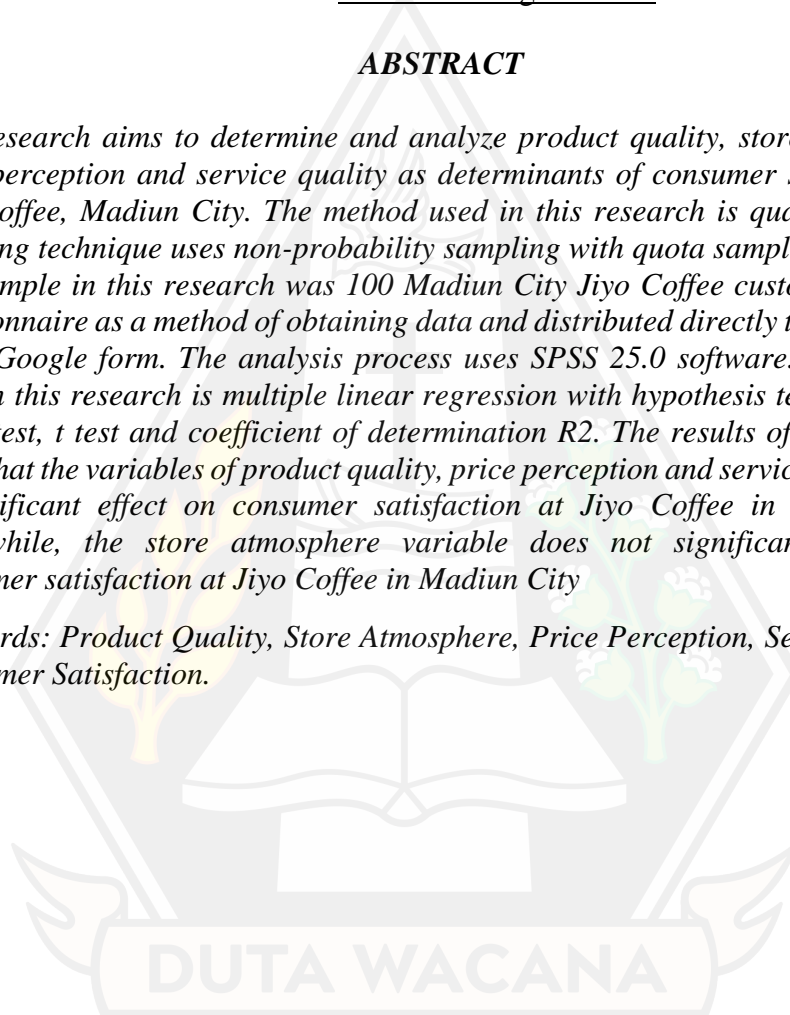 ABSTRACT
esearch aims to determine and analyze product quality, stor
perception and service quality as determinants of consumer
offee, Madiun City. The method used in this research is qua
ng technique uses non-probability sampling with quota sampl
mple in this research was 100 Madiun City Jiyo Coffee custo
onnaire as a method of obtaining data and distributed directly t
Google form. The analysis process uses SPSS 25.0 software.
n this research is multiple linear regression with hypothesis te
test, t test and coefficient of determination R2. The results of
hat the variables of product quality, price perception and servic
ificant effect on consumer satisfaction at Jiyo Coffee in
while, the store atmosphere variable does not significan
ner satisfaction at Jiyo Coffee in Madiun City
rds: Product Quality, Store Atmosphere, Price Perception, Se
mer Satisfaction.
DUTA WACANA